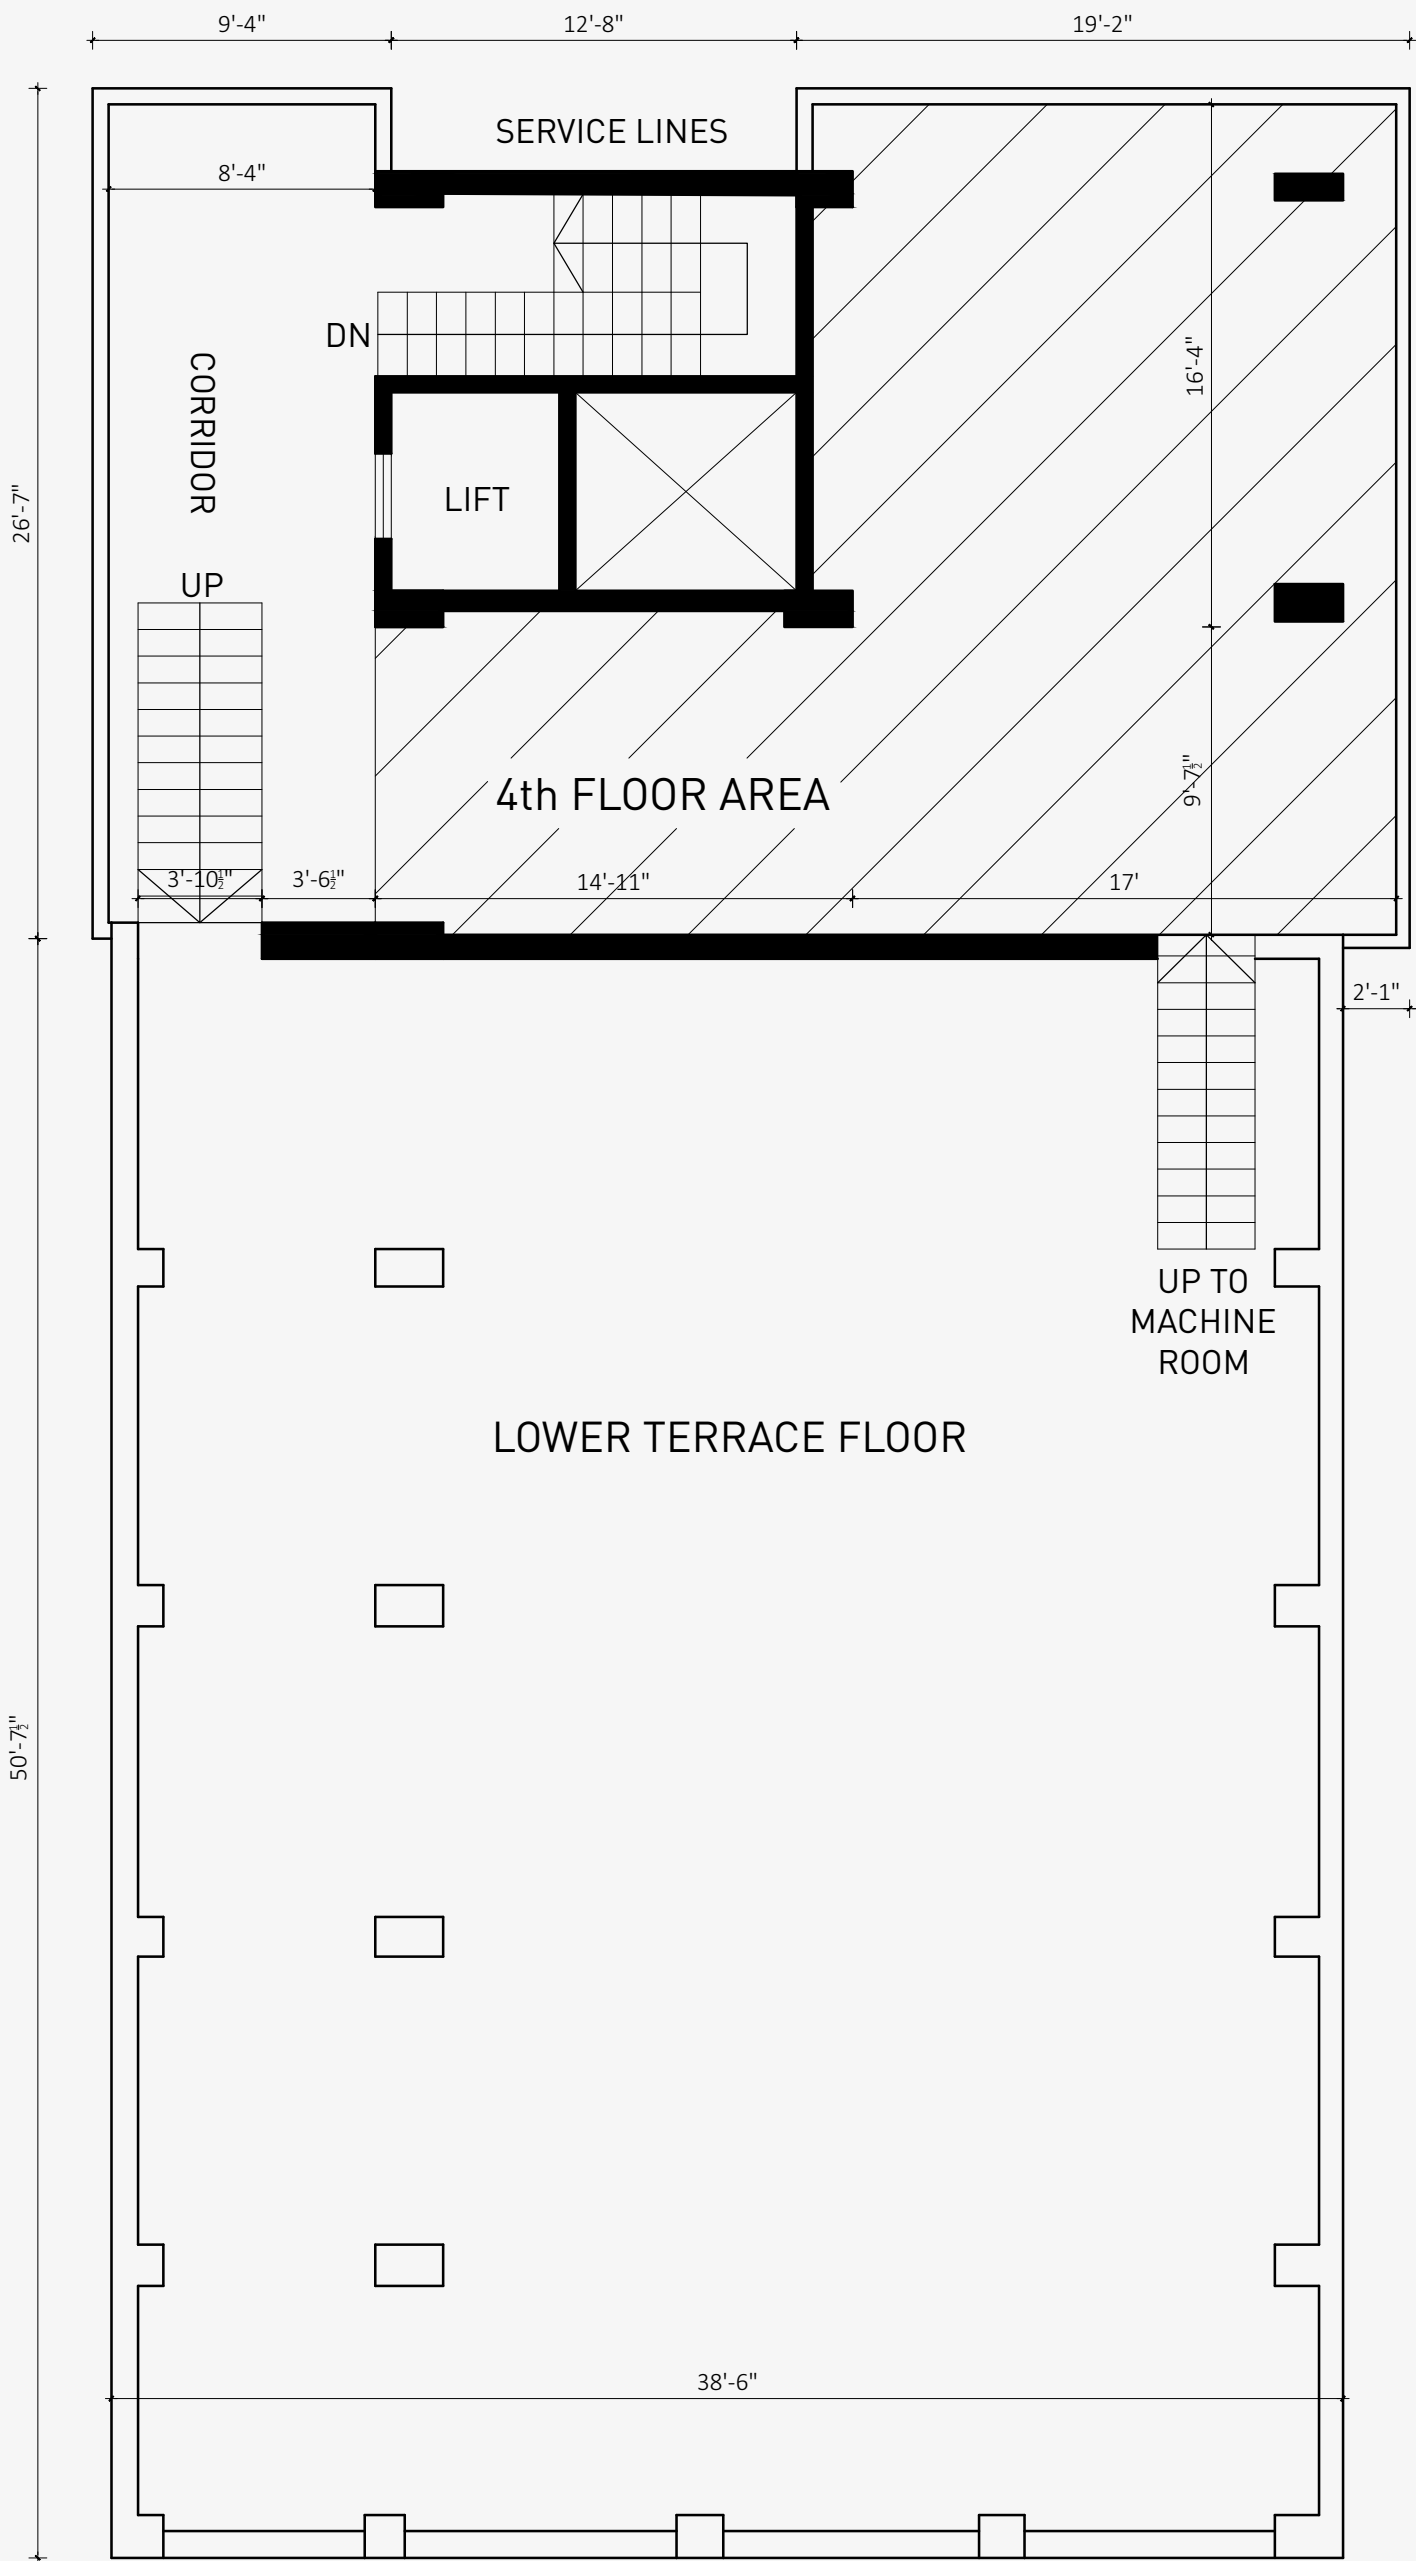 9'-4"
12'-8"
19'-2"
SERVICE LINES
8'-4"
DN
CORRIDOR
16'-4"
26'-7"
LIFT
UP
4th FLOOR AREA
9'-7½"
3'-10½"
3'-6½"
14'-11"
17'
2'-1"
UP TO
MACHINE
ROOM
LOWER TERRACE FLOOR
50'-7½"
38'-6"